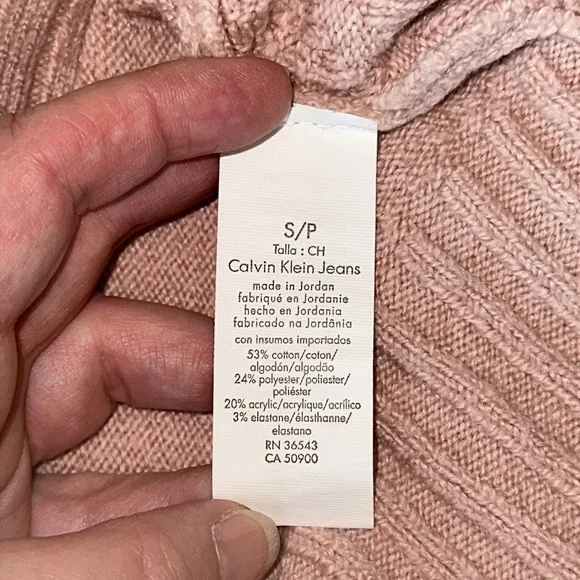 S/P
Talla : CH
Calvin Klein Jeans
made in Jordan
fabriqué en Jordanie
hecho en Jordania
fabricado na Jordânia
con insumos importados
53% cotton/coton/
algodón/algodão
24% polyester/poliester/
poliéster
20% acrylic/acrylique/acrílico
3% elastane/élasthanne/
elastano
RN 36543
CA 50900